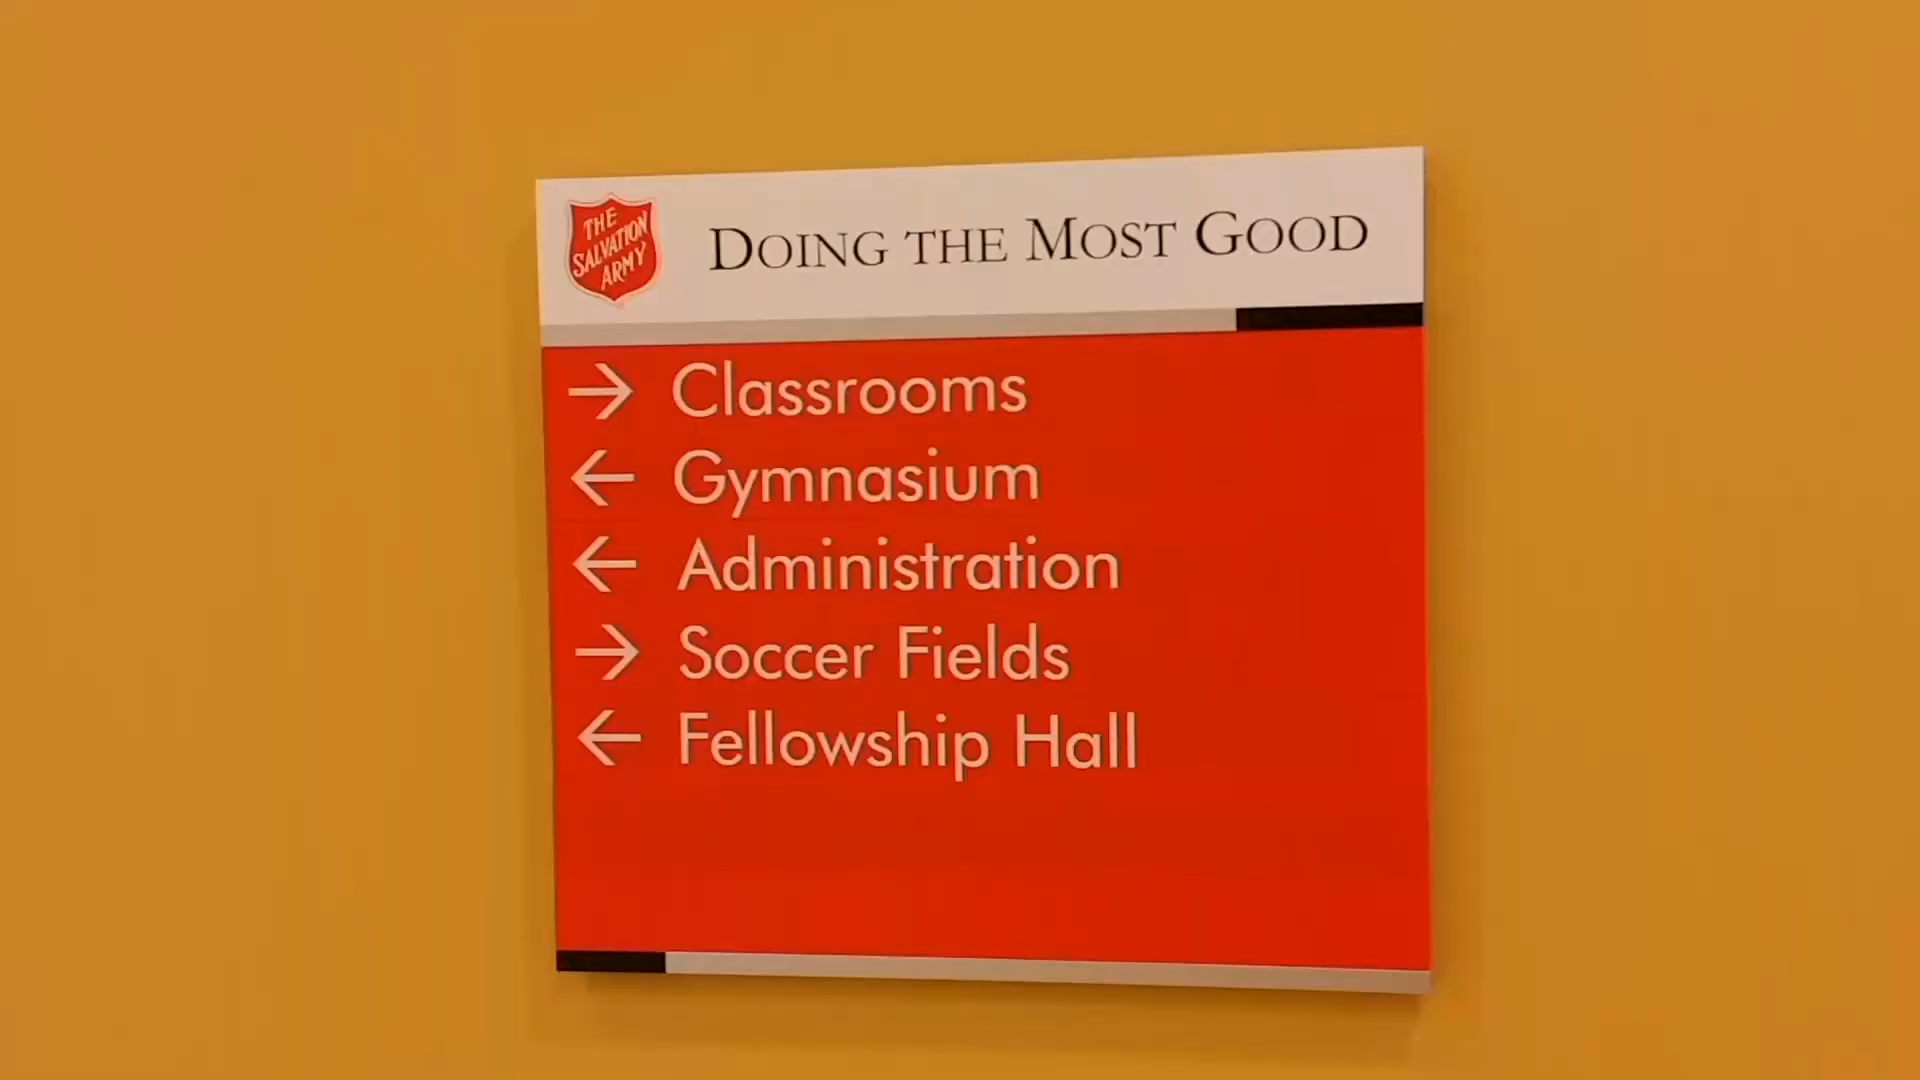 THE
SALVATION
ARMY
DOING THE MOST GOOD
→ Classrooms
← Gymnasium
← Administration
→ Soccer Fields
← Fellowship Hall